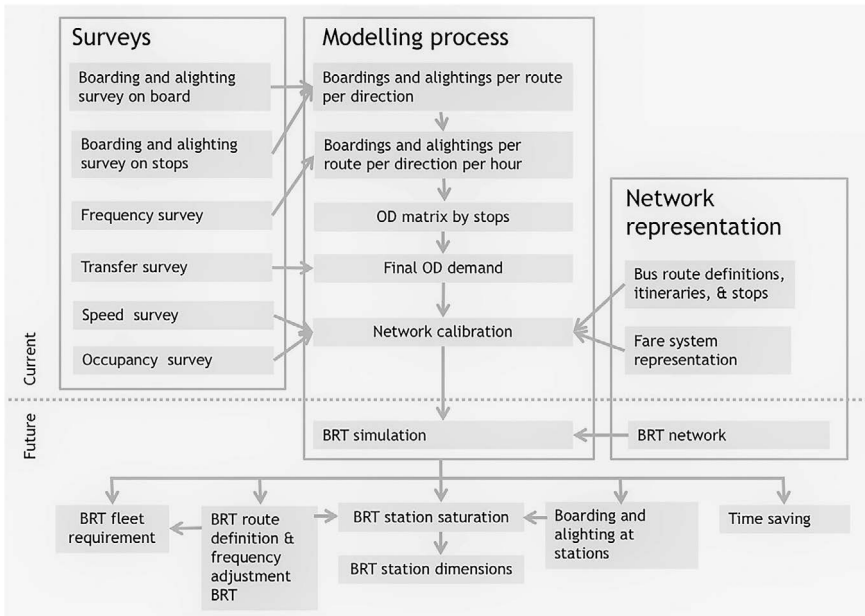 Surveys
Boarding and alighting
survey on board
Boarding and alighting
survey on stops
Frequency survey
Transfer survey
Speed survey
Occupancy survey
Modelling process
Boardings and alightings per route
per direction
Boardings and alightings per
route per direction per hour
OD matrix by stops
Final OD demand
Network calibration
Network
representation
Bus route definitions,
itineraries, & stops
Fare system
representation
Current
Future
BRT simulation
BRT network
BRT fleet
requirement
BRT route
definition &
frequency
adjustment
BRT
BRT station saturation
BRT station dimensions
Boarding and
alighting at
stations
Time saving